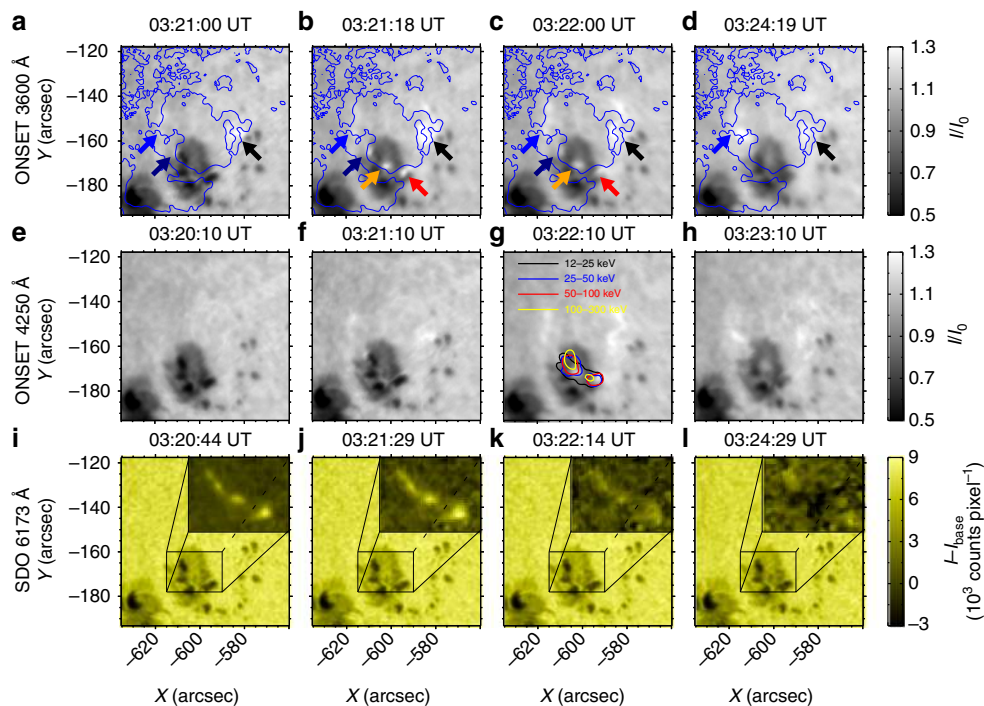 a 03:21:00 UT b 03:21:18 UT c 03:22:00 UT d 03:24:19 UT
ONSET 3600 Å
Y (arcsec)
−120
−140
−160
−180
1.3
1.1
0.9
0.7
0.5
I/I0
e 03:20:10 UT f 03:21:10 UT g 03:22:10 UT h 03:23:10 UT
ONSET 4250 Å
Y (arcsec)
−120
−140
−160
−180
12–25 keV
25–50 keV
50–100 keV
100–300 keV
1.3
1.1
0.9
0.7
0.5
I/I0
i 03:20:44 UT j 03:21:29 UT k 03:22:14 UT l 03:24:29 UT
SDO 6173 Å
Y (arcsec)
−120
−140
−160
−180
9
6
3
0
−3
I–Ibase
(10³ counts pixel⁻¹)
−620 −600 −580 −620 −600 −580 −620 −600 −580 −620 −600 −580
X (arcsec) X (arcsec) X (arcsec) X (arcsec)